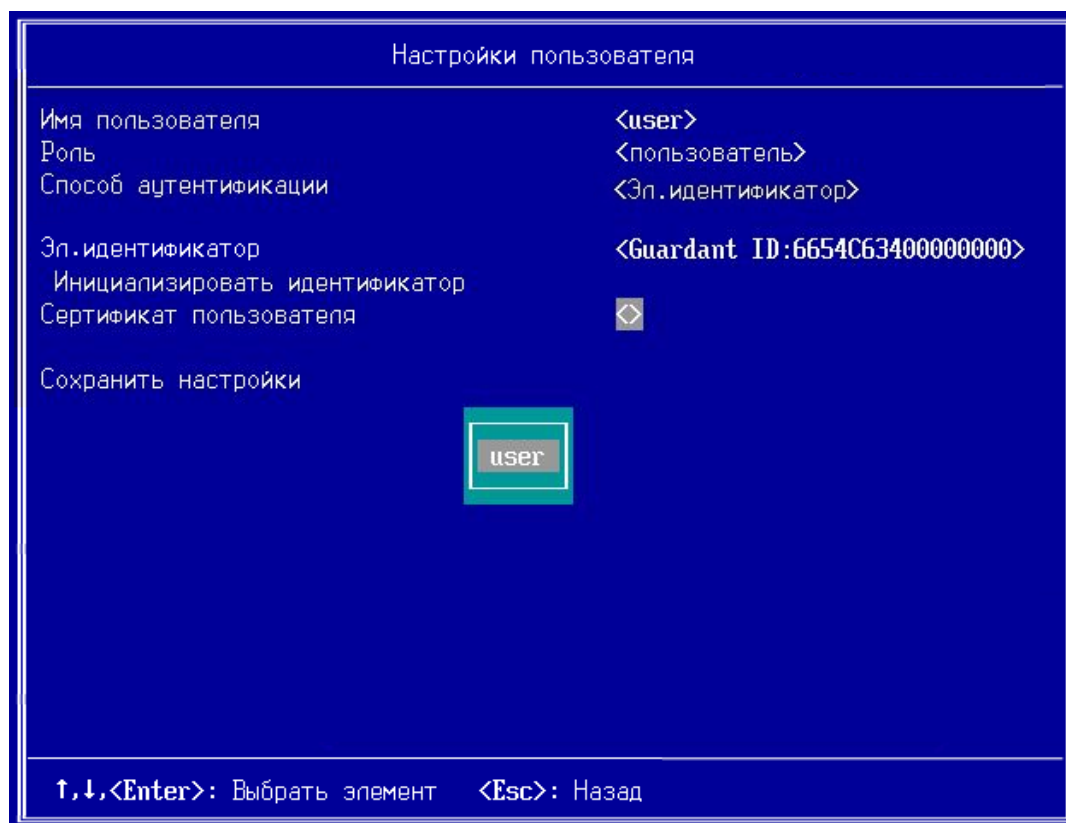 Настройки пользователя
Имя пользователя <user>
Роль <пользователь>
Способ аутентификации <Эл.идентификатор>
Эл.идентификатор <Guardant ID:6654C63400000000>
Инициализировать идентификатор
Сертификат пользователя <>
Сохранить настройки
user
↑,↓,<Enter>: Выбрать элемент <Esc>: Назад